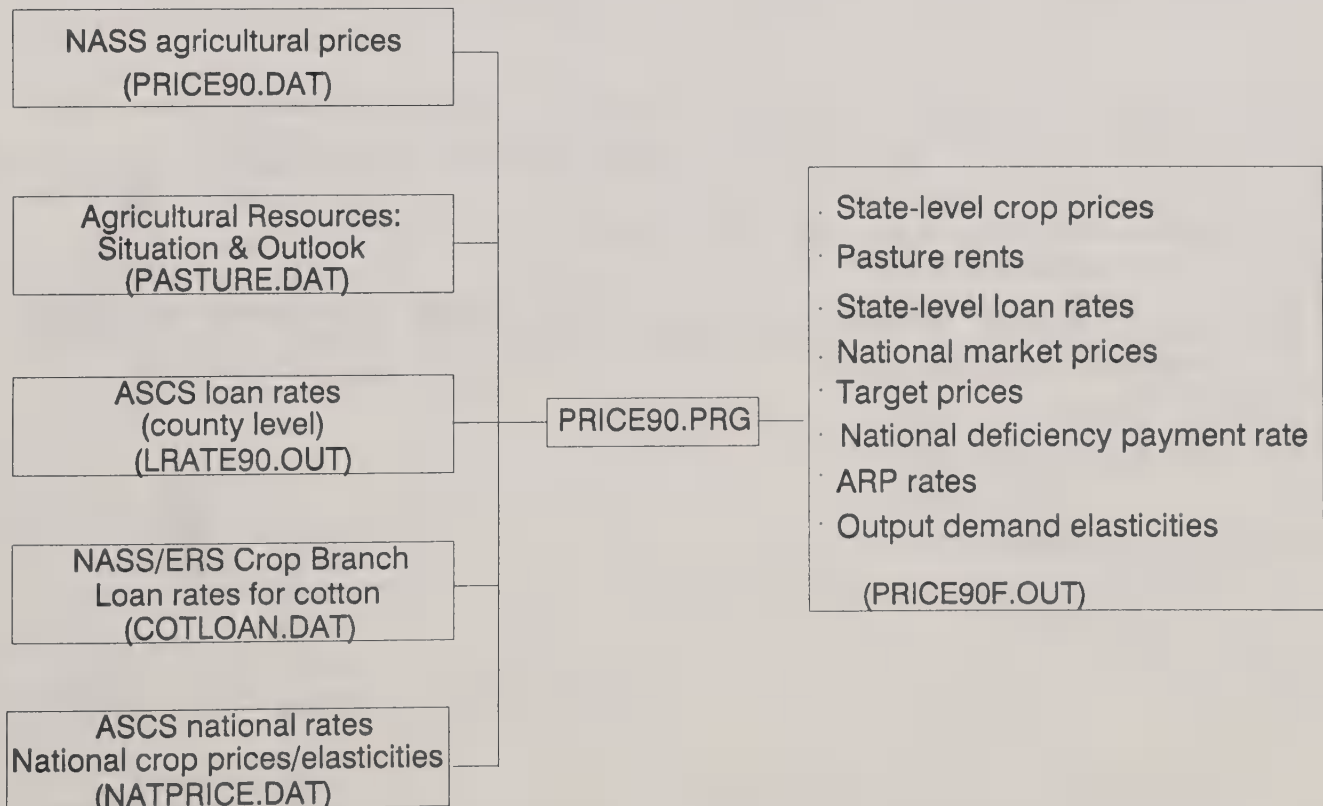 NASS agricultural prices
(PRICE90.DAT)
Agricultural Resources:
Situation & Outlook
(PASTURE.DAT)
ASCS loan rates
(county level)
(LRATE90.OUT)
NASS/ERS Crop Branch
Loan rates for cotton
(COTLOAN.DAT)
ASCS national rates
National crop prices/elasticities
(NATPRICE.DAT)
PRICE90.PRG
· State-level crop prices
· Pasture rents
· State-level loan rates
· National market prices
· Target prices
· National deficiency payment rate
· ARP rates
· Output demand elasticities
(PRICE90F.OUT)